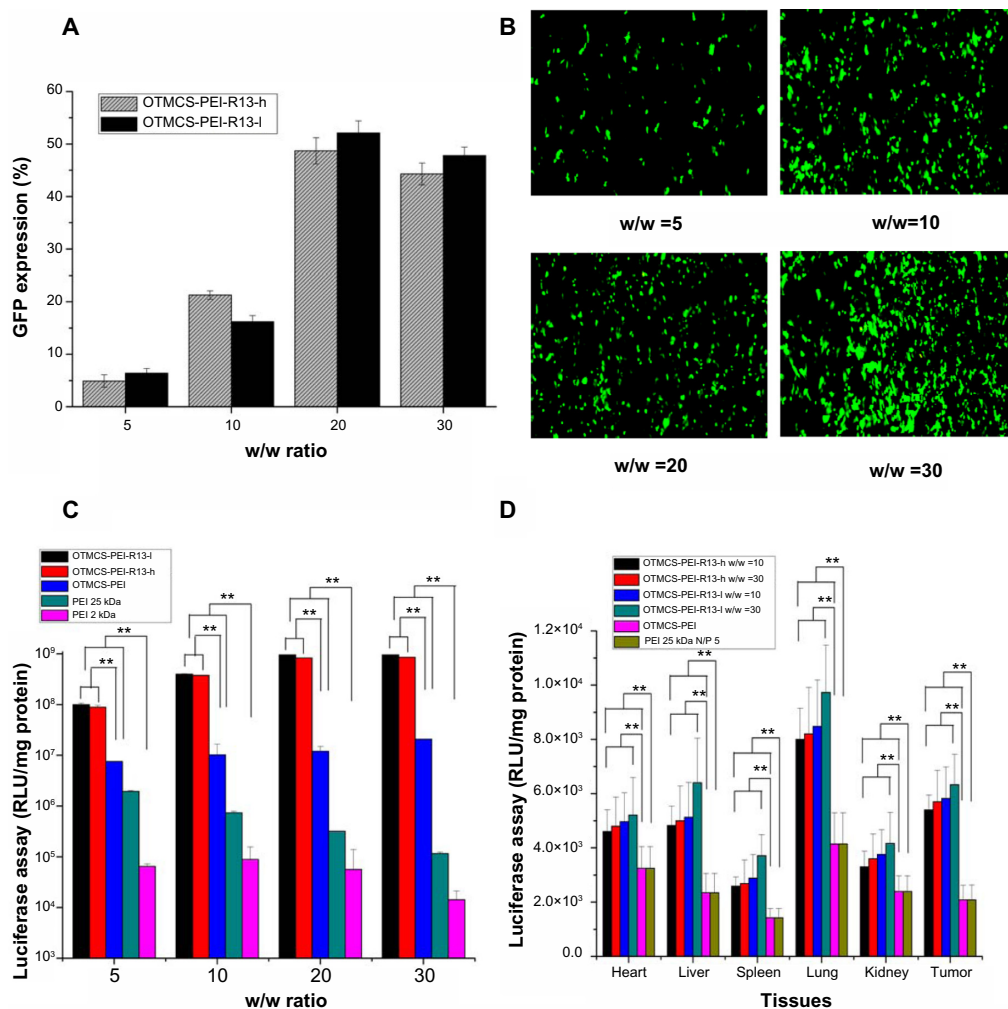 A
GFP expression (%)
60
50
40
30
20
10
0
OTMCS-PEI-R13-h
OTMCS-PEI-R13-l
5 10 20 30
w/w ratio
B
w/w =5
w/w=10
w/w =20
w/w =30
C
Luciferase assay (RLU/mg protein)
OTMCS-PEI-R13-l
OTMCS-PEI-R13-h
OTMCS-PEI
PEI 25 kDa
PEI 2 kDa
10⁹
10⁸
10⁷
10⁶
10⁵
10⁴
10³
** ** ** ** ** ** ** **
5 10 20 30
w/w ratio
D
Luciferase assay (RLU/mg protein)
OTMCS-PEI-R13-h w/w =10
OTMCS-PEI-R13-h w/w =30
OTMCS-PEI-R13-l w/w =10
OTMCS-PEI-R13-l w/w =30
OTMCS-PEI
PEI 25 kDa N/P 5
1.2×10⁴
1.0×10⁴
8.0×10³
6.0×10³
4.0×10³
2.0×10³
0.0
** ** ** ** ** ** ** ** ** ** ** **
Heart Liver Spleen Lung Kidney Tumor
Tissues